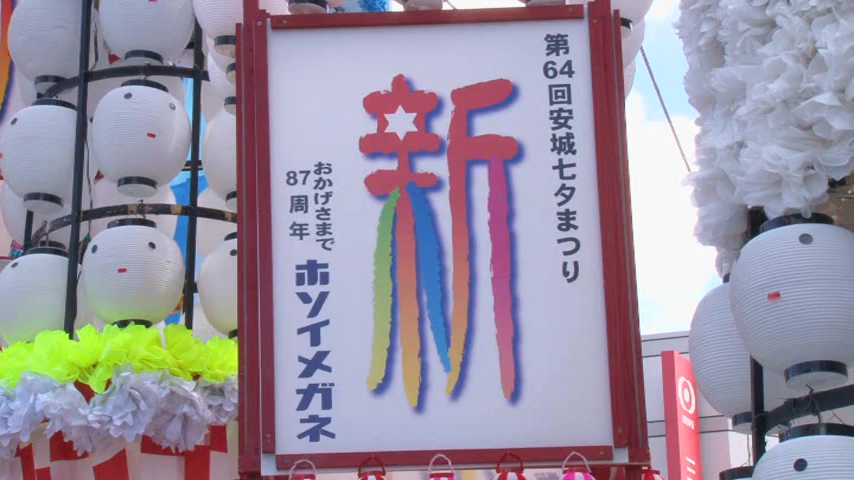 第64回安城七夕まつり
新
おかげさまで
87周年
ホソイメガネ